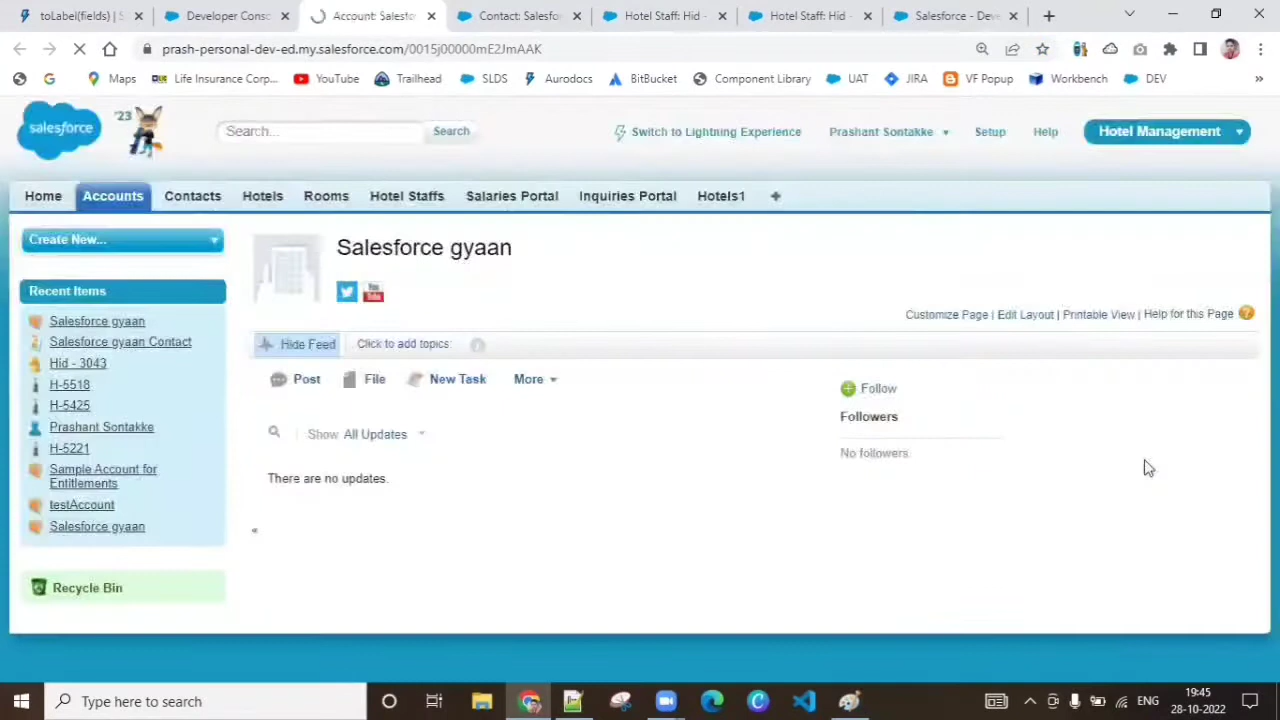 toLabel(fields) | S
Developer Consc
Account: Salesfo
Contact: Salesfor
Hotel Staff: Hid -
Hotel Staff: Hid -
Salesforce - Deve
prash-personal-dev-ed.my.salesforce.com/0015j00000mE2JmAAK
Maps
Life Insurance Corp...
YouTube
Trailhead
SLDS
Aurodocs
BitBucket
Component Library
UAT
JIRA
VF Popup
Workbench
DEV
»
salesforce
'23
Search...
Search
Switch to Lightning Experience
Prashant Sontakke
Setup
Help
Hotel Management
Home
Accounts
Contacts
Hotels
Rooms
Hotel Staffs
Salaries Portal
Inquiries Portal
Hotels1
Create New...
Recent Items
Salesforce gyaan
Salesforce gyaan Contact
Hid - 3043
H-5518
H-5425
Prashant Sontakke
H-5221
Sample Account for
Entitlements
testAccount
Salesforce gyaan
Recycle Bin
Salesforce gyaan
You
Tube
Customize Page | Edit Layout | Printable View | Help for this Page
Hide Feed
Click to add topics:
Post
File
New Task
More
Follow
Followers
No followers.
Show All Updates
There are no updates.
«
Type here to search
ENG
19:45
28-10-2022